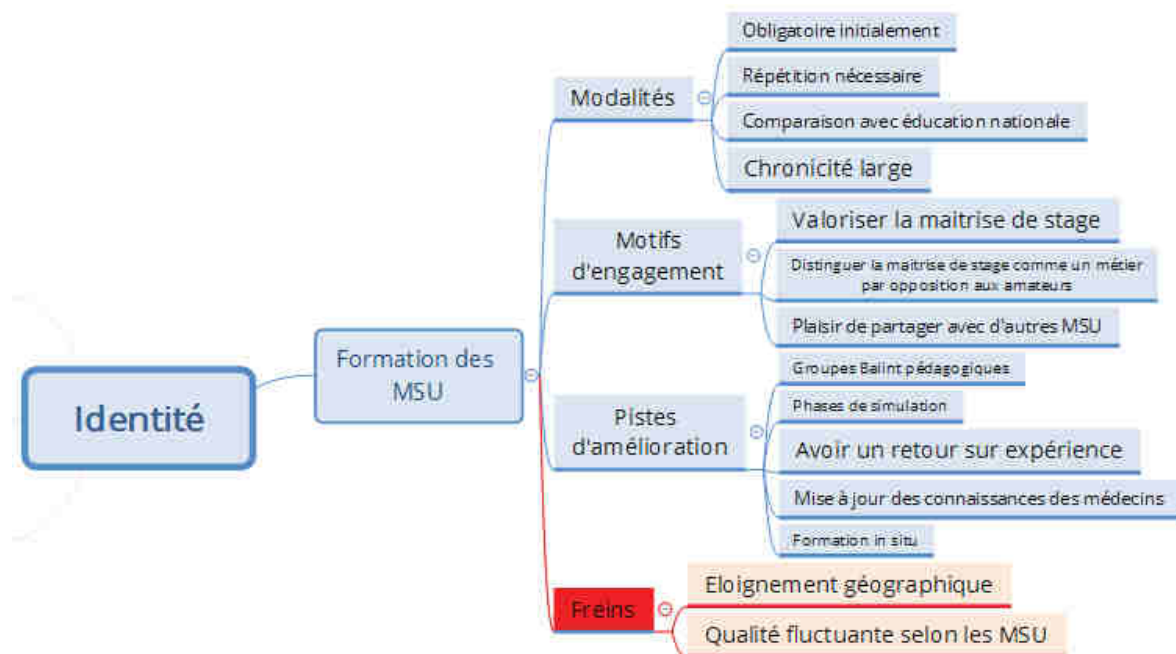 Identité
Formation des
MSU
Modalités
Obligatoire initialement
Répétition nécessaire
Comparaison avec éducation nationale
Chronicité large
Motifs
d'engagement
Valoriser la maitrise de stage
Distinguer la maitrise de stage comme un métier
par opposition aux amateurs
Plaisir de partager avec d'autres MSU
Pistes
d'amélioration
Groupes Balint pédagogiques
Phases de simulation
Avoir un retour sur expérience
Mise à jour des connaissances des médecins
Formation in situ
Freins
Eloignement géographique
Qualité fluctuante selon les MSU